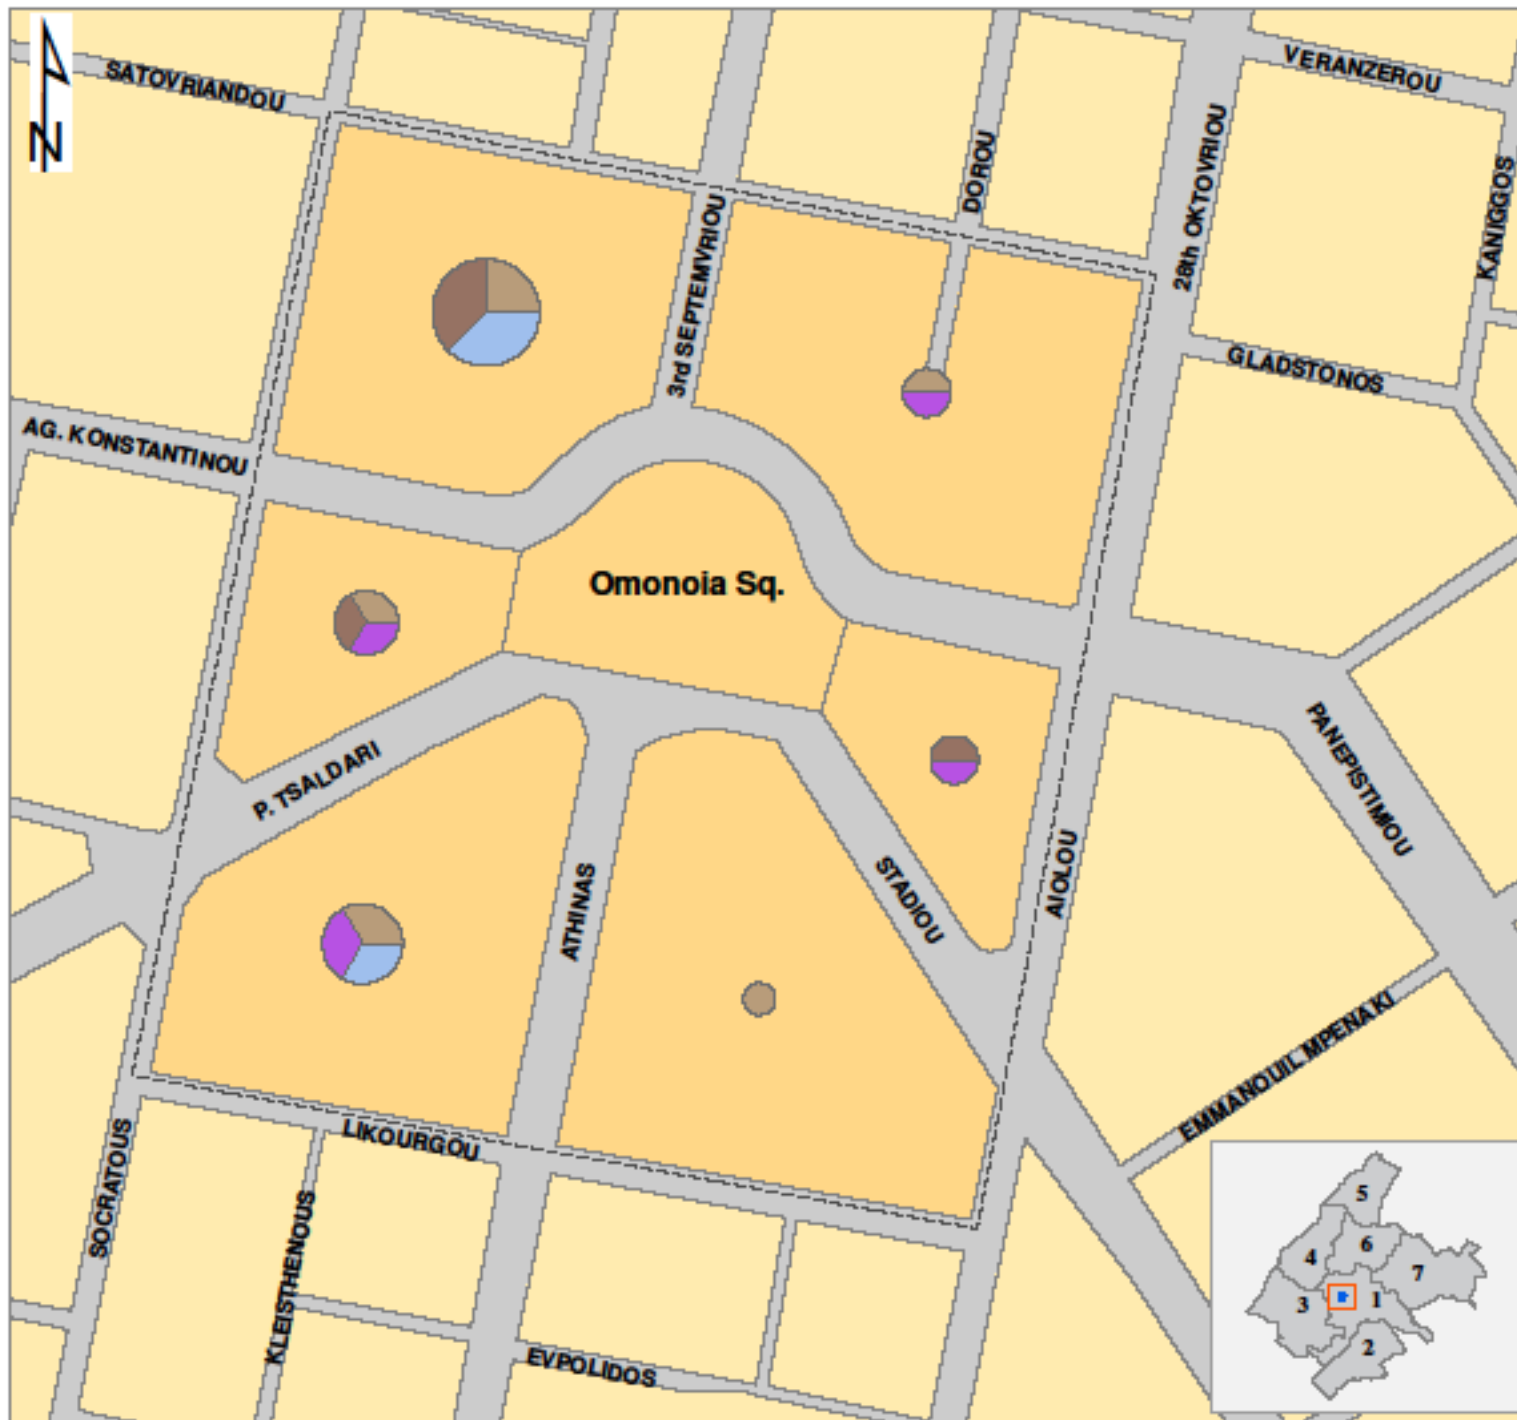 N
SATOVRIANDOU
VERANZEROU
DOROU
28th OKTOVRIOU
KANIGGOS
3rd SEPTEMVRIOU
GLADSTONOS
AG. KONSTANTINOU
Omonoia Sq.
P. TSALDARI
PANEPISTIMIOU
ATHINAS
STADIOU
AIOLOU
EMMANOUIL MPENAKI
LIKOURGOU
SOCRATOUS
KLEISTHENOUS
EVPOLIDOS
5
6
4
7
3
1
2